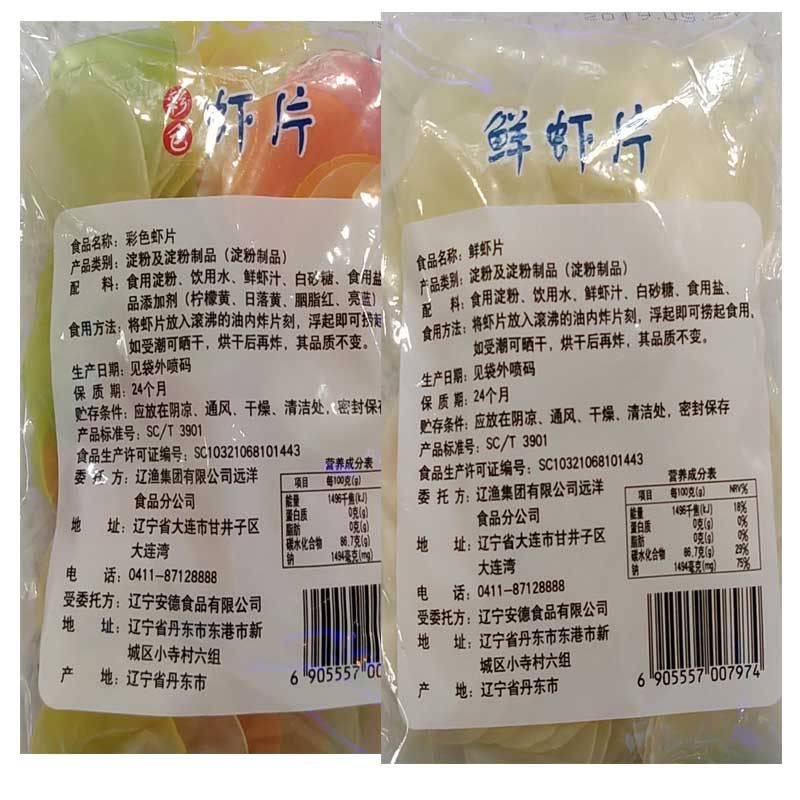 彩色 虾片
食品名称：彩色虾片
产品类别：淀粉及淀粉制品（淀粉制品）
配 料：食用淀粉、饮用水、鲜虾汁、白砂糖、食用盐
品添加剂（柠檬黄、日落黄、胭脂红、亮蓝）
食用方法：将虾片放入滚沸的油内炸片刻，浮起即可捞起
如受潮可晒干，烘干后再炸，其品质不变。
生产日期：见袋外喷码
保 质 期：24个月
贮存条件：应放在阴凉、通风、干燥、清洁处，密封保存
产品标准号：SC/T 3901
食品生产许可证编号：SC10321068101443
委 托 方：辽渔集团有限公司远洋
食品分公司
地 址：辽宁省大连市甘井子区
大连湾
电 话：0411-87128888
受委托方：辽宁安德食品有限公司
地 址：辽宁省丹东市东港市新
城区小寺村六组
产 地：辽宁省丹东市
营养成分表
项目 每100克(g)
能量 1496千焦(kJ)
蛋白质 0克(g)
脂肪 0克(g)
碳水化合物 86.7克(g)
钠 1494毫克(mg)
6 905557 00
鲜虾片
食品名称：鲜虾片
产品类别：淀粉及淀粉制品（淀粉制品）
配 料：食用淀粉、饮用水、鲜虾汁、白砂糖、食用盐、
食用方法：将虾片放入滚沸的油内炸片刻，浮起即可捞起食用，
如受潮可晒干，烘干后再炸，其品质不变。
生产日期：见袋外喷码
保 质 期：24个月
贮存条件：应放在阴凉、通风、干燥、清洁处，密封保存
产品标准号：SC/T 3901
食品生产许可证编号：SC10321068101443
委 托 方：辽渔集团有限公司远洋
食品分公司
地 址：辽宁省大连市甘井子区
大连湾
电 话：0411-87128888
受委托方：辽宁安德食品有限公司
地 址：辽宁省丹东市东港市新
城区小寺村六组
产 地：辽宁省丹东市
营养成分表
项目 每100克(g) NRV%
能量 1496千焦(kJ) 18%
蛋白质 0克(g) 0%
脂肪 0克(g) 0%
碳水化合物 86.7克(g) 29%
钠 1494毫克(mg) 75%
6 905557 007974